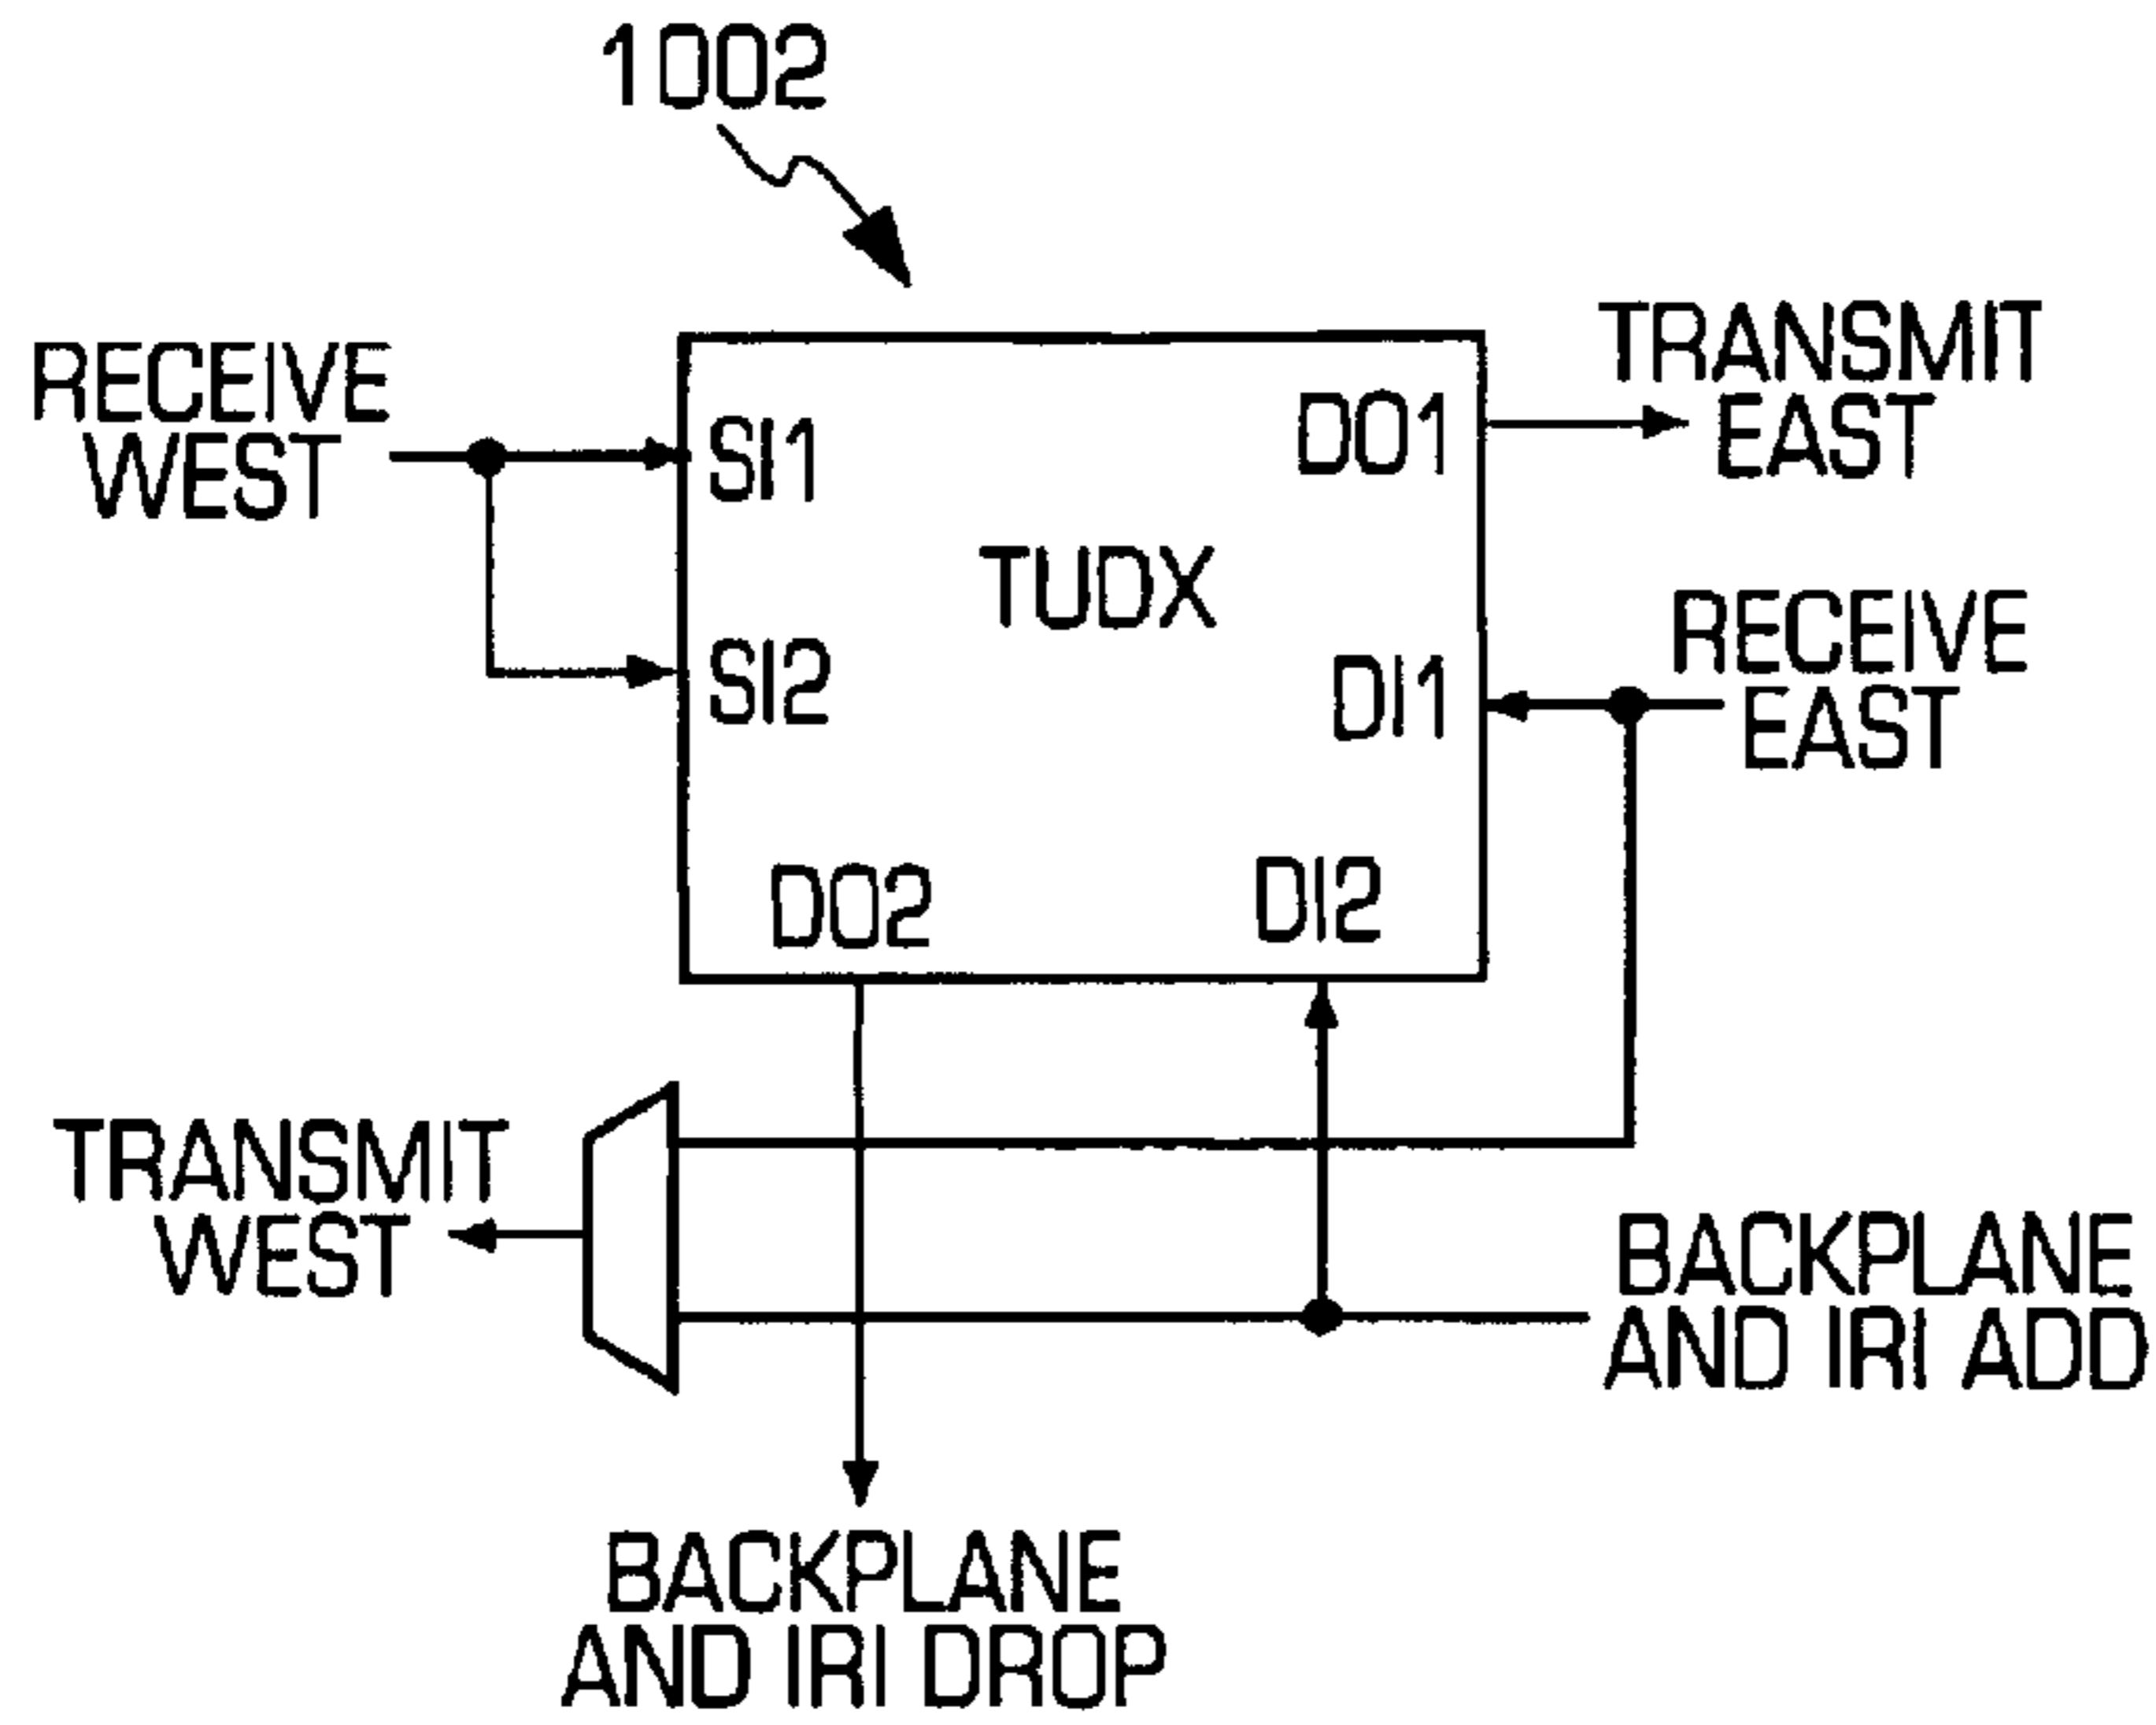 1002
RECEIVE
WEST
SI1
DO1
TRANSMIT
EAST
TUDX
SI2
DI1
RECEIVE
EAST
DO2
DI2
TRANSMIT
WEST
BACKPLANE
AND IRI ADD
BACKPLANE
AND IRI DROP